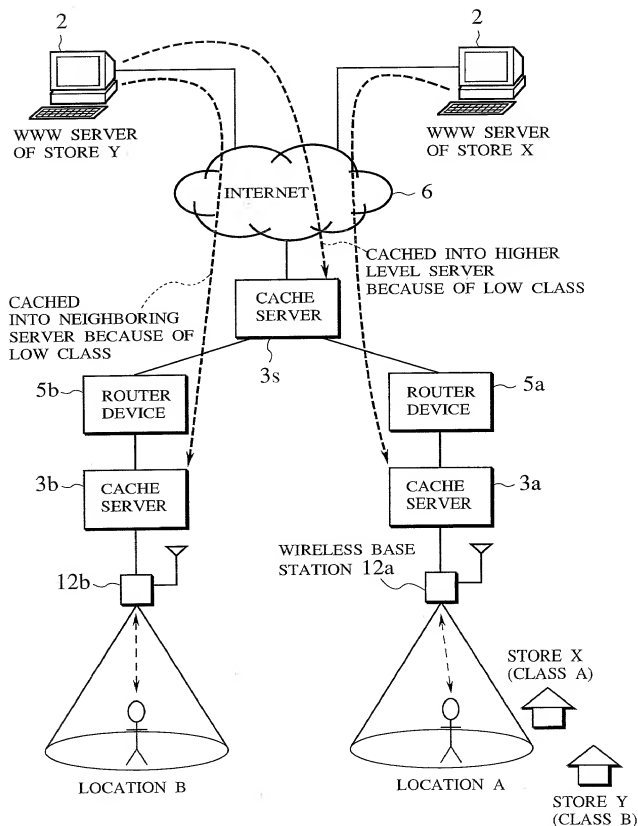 2
2
WWW SERVER
OF STORE Y
WWW SERVER
OF STORE X
INTERNET
6
CACHED INTO HIGHER
LEVEL SERVER
BECAUSE OF LOW CLASS
CACHED
INTO NEIGHBORING
SERVER BECAUSE OF
LOW CLASS
CACHE
SERVER
3s
5b
ROUTER
DEVICE
ROUTER
DEVICE
5a
3b
CACHE
SERVER
CACHE
SERVER
3a
WIRELESS BASE
STATION 12a
12b
STORE X
(CLASS A)
LOCATION B
LOCATION A
STORE Y
(CLASS B)